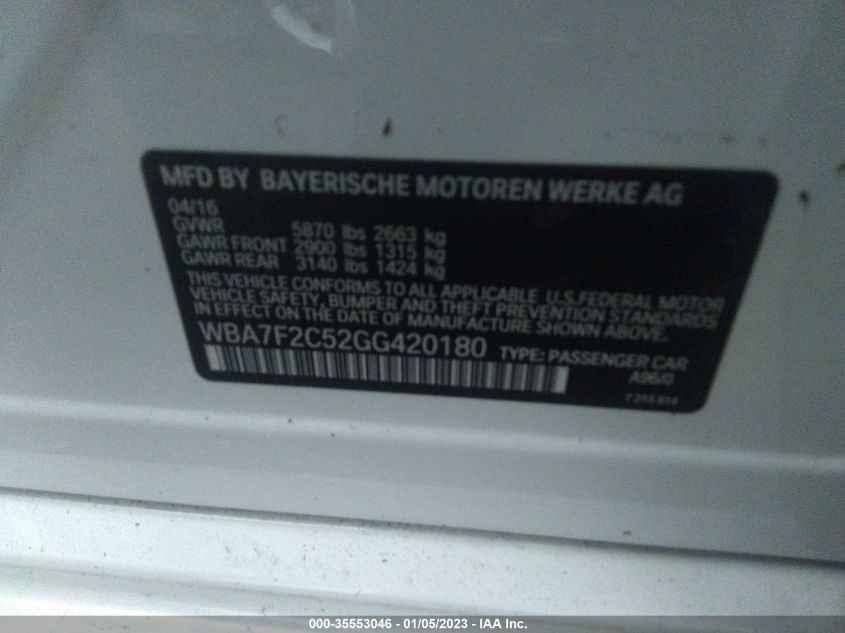 MFD BY BAYERISCHE MOTOREN WERKE AG
04/16
GVWR 5870 lbs 2663 kg
GAWR FRONT 2900 lbs 1315 kg
GAWR REAR 3140 lbs 1424 kg
THIS VEHICLE CONFORMS TO ALL APPLICABLE U.S.FEDERAL MOTOR
VEHICLE SAFETY, BUMPER AND THEFT PREVENTION STANDARDS
IN EFFECT ON THE DATE OF MANUFACTURE SHOWN ABOVE.
WBA7F2C52GG420180 TYPE: PASSENGER CAR
A96/0
000-35553046 - 01/05/2023 - IAA Inc.